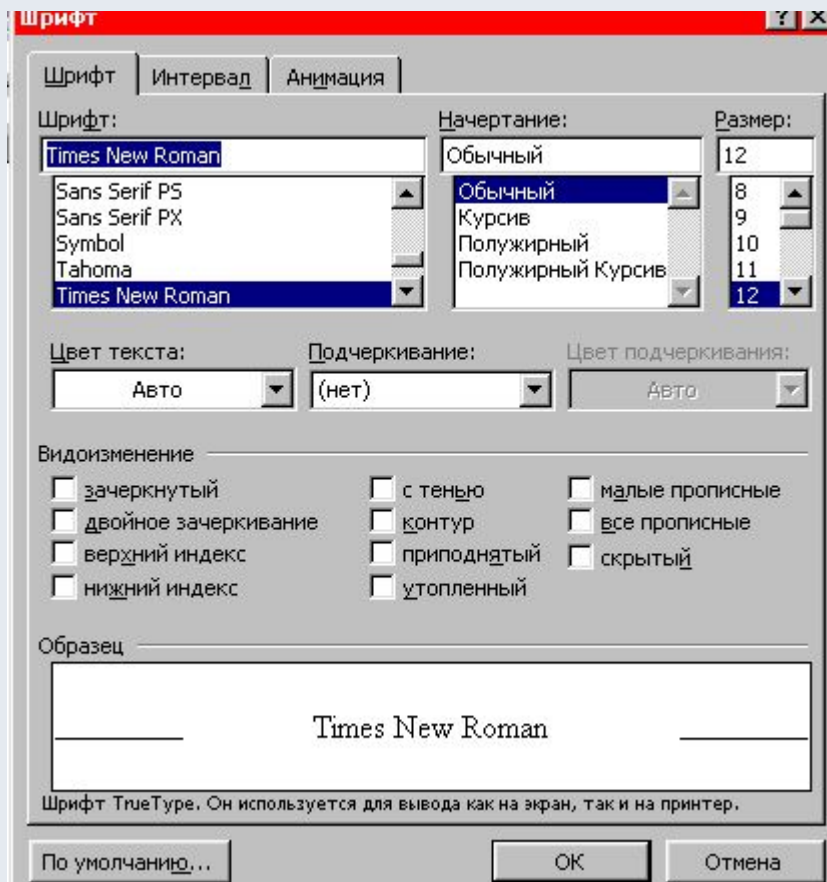 Шрифт
Шрифт Интервал Анимация
Шрифт: Начертание: Размер:
Times New Roman Обычный 12
Sans Serif PS Обычный 8
Sans Serif PX Курсив 9
Symbol Полужирный 10
Tahoma Полужирный Курсив 11
Times New Roman 12
Цвет текста: Подчеркивание: Цвет подчеркивания:
Авто (нет) Авто
Видоизменение
зачеркнутый с тенью малые прописные
двойное зачеркивание контур все прописные
верхний индекс приподнятый скрытый
нижний индекс утопленный
Образец
Times New Roman
Шрифт TrueType. Он используется для вывода как на экран, так и на принтер.
По умолчанию... ОК Отмена